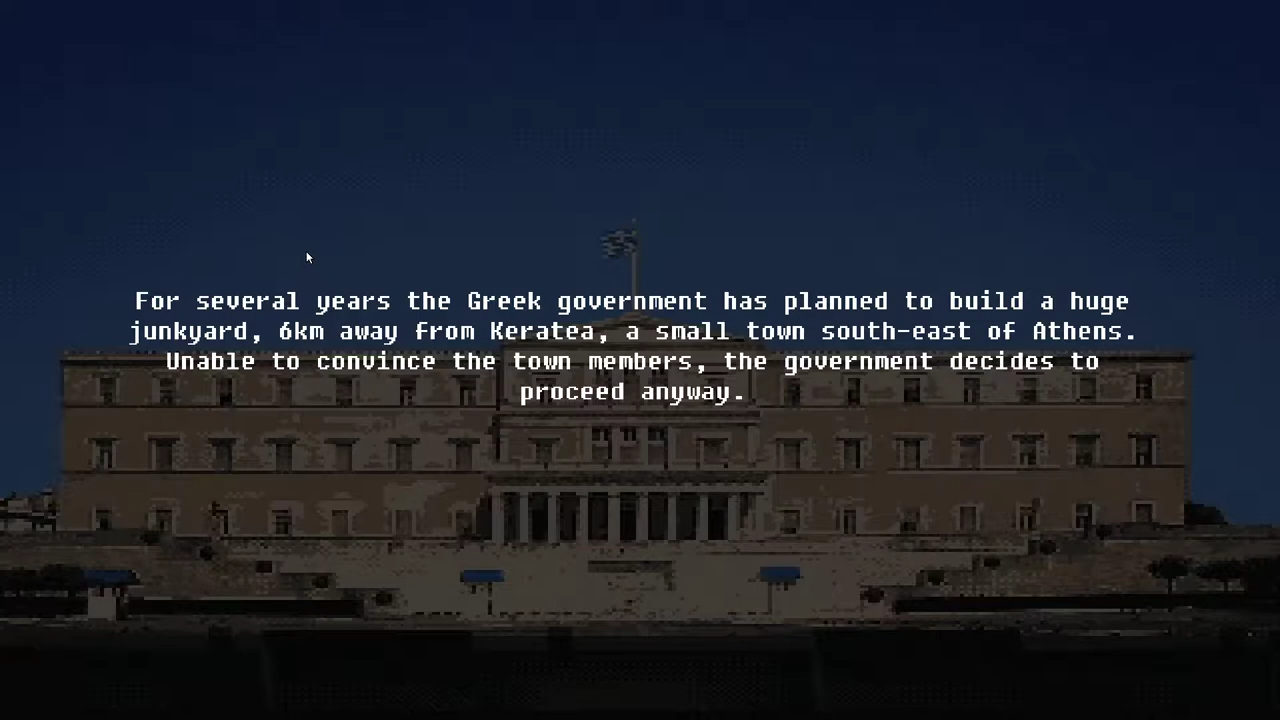 For several years the Greek government has planned to build a huge
junkyard, 6km away from Keratea, a small town south-east of Athens.
Unable to convince the town members, the government decides to
proceed anyway.